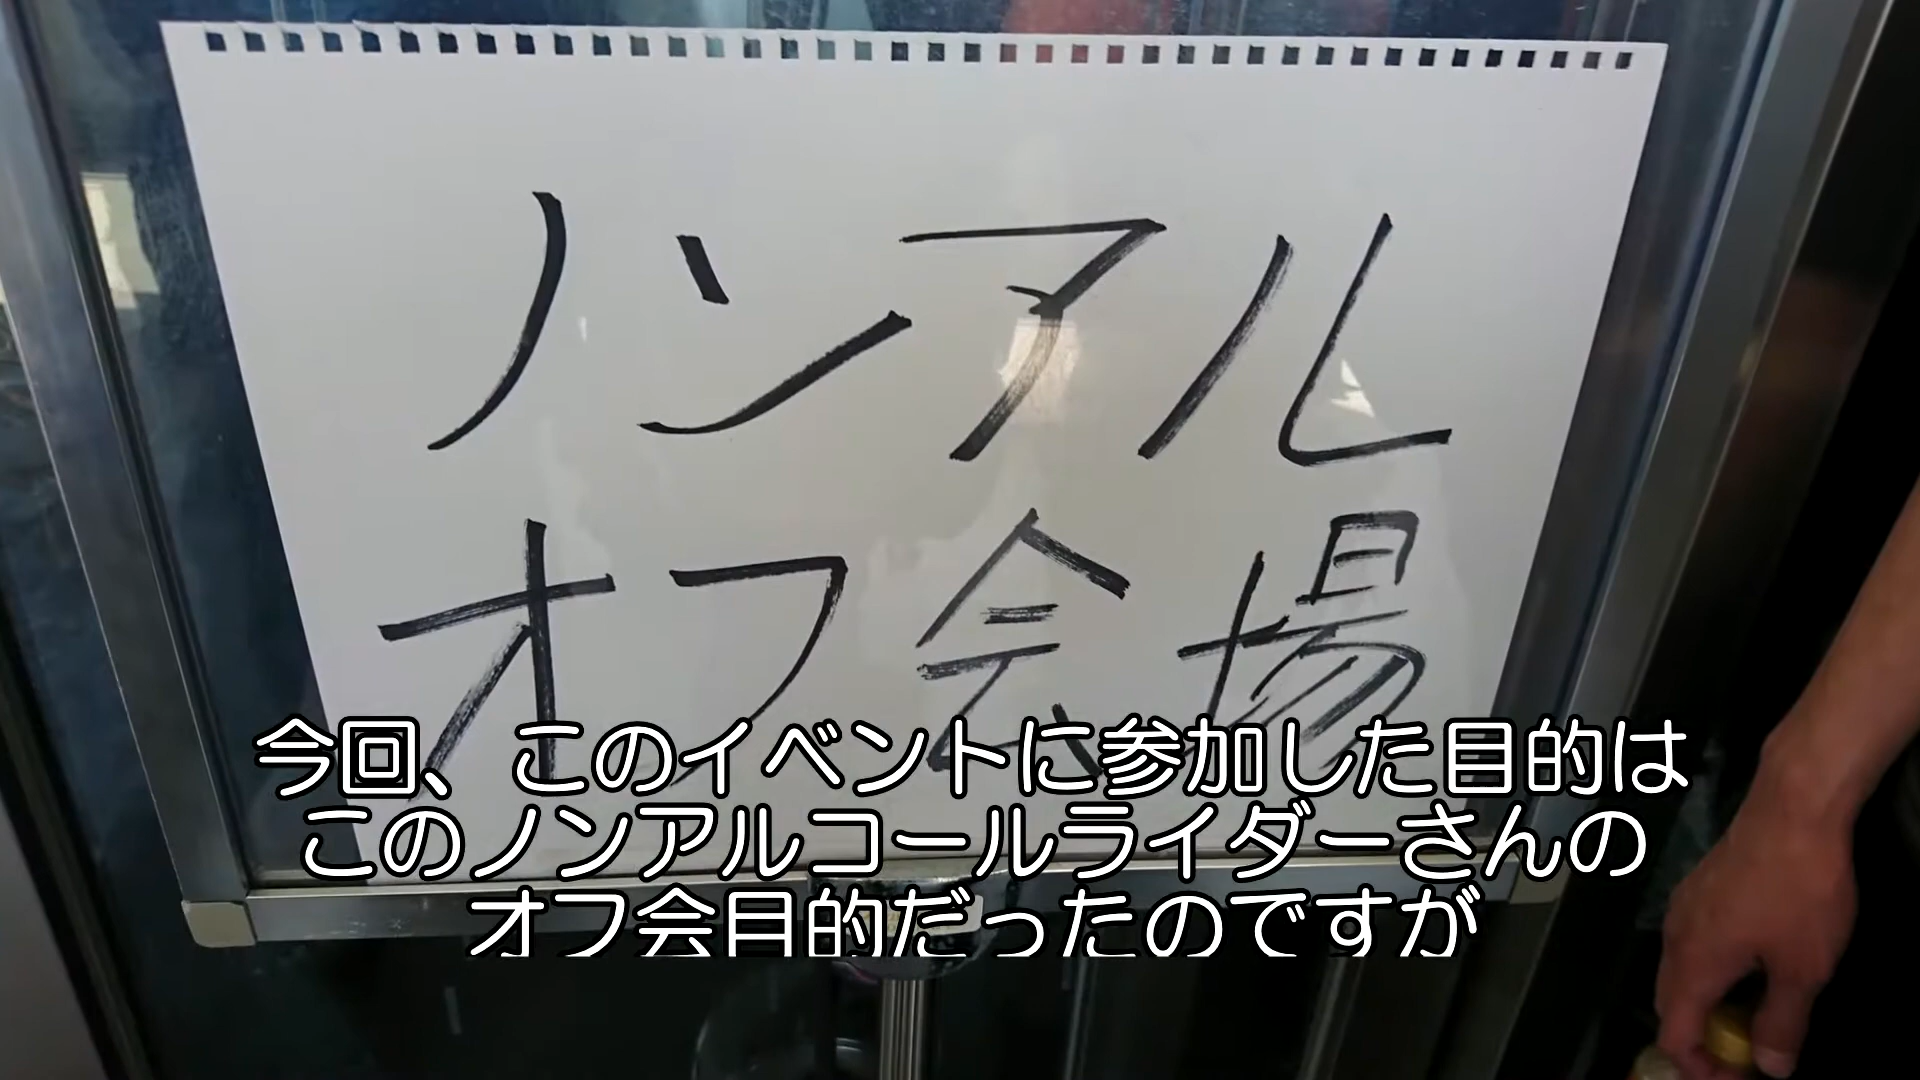 ノンアル
オフ会場
今回、このイベントに参加した目的は
このノンアルコールライダーさんの
オフ会目的だったのですが